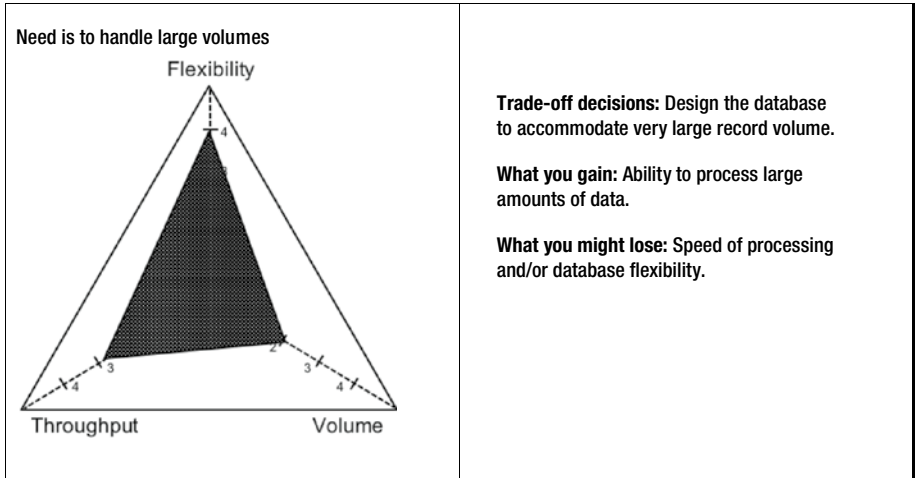 Need is to handle large volumes
Flexibility
4
3
2
3
4
3
4
Throughput
Volume
Trade-off decisions: Design the database
to accommodate very large record volume.
What you gain: Ability to process large
amounts of data.
What you might lose: Speed of processing
and/or database flexibility.